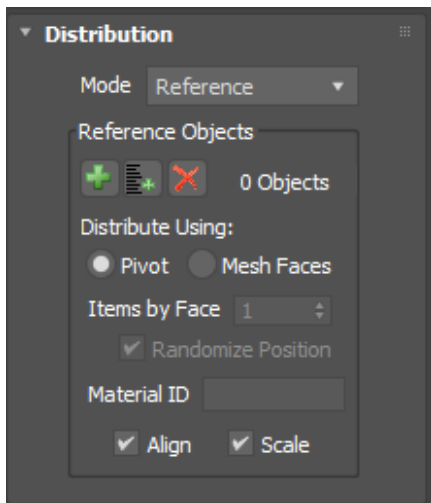 Distribution
Mode Reference
Reference Objects
0 Objects
Distribute Using:
Pivot Mesh Faces
Items by Face 1
Randomize Position
Material ID
Align Scale